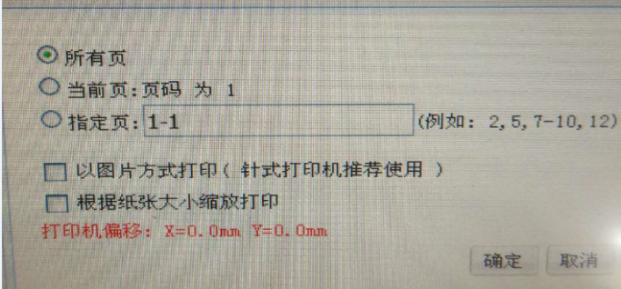 所有页
当前页:页码 为 1
指定页: 1-1 (例如: 2,5,7-10,12)
以图片方式打印( 针式打印机推荐使用 )
根据纸张大小缩放打印
打印机偏移: X=0.0mm Y=0.0mm
确定 取消